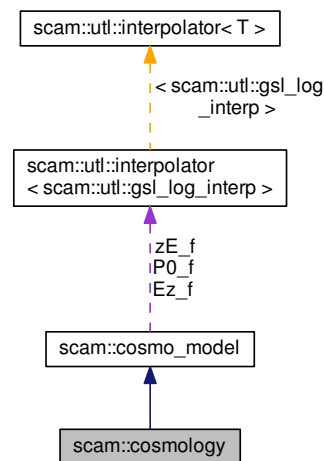 scam::utl::interpolator< T >
< scam::utl::gsl_log
_interp >
scam::utl::interpolator
< scam::utl::gsl_log_interp >
zE_f
P0_f
Ez_f
scam::cosmo_model
scam::cosmology